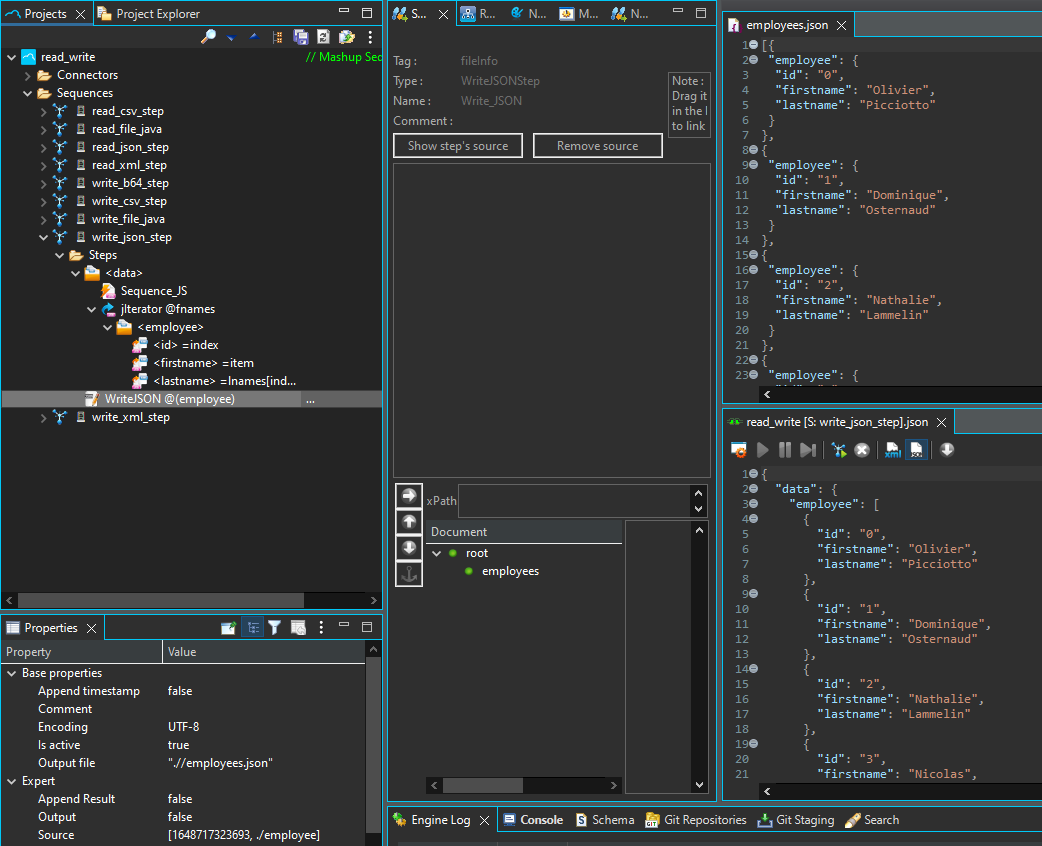 Projects
Project Explorer
read_write
// Mashup Sec
Connectors
Sequences
read_csv_step
read_file_java
read_json_step
read_xml_step
write_b64_step
write_csv_step
write_file_java
write_json_step
Steps
<data>
Sequence_JS
jIterator @fnames
<employee>
<id> =index
<firstname> =item
<lastname> =lnames[ind...
WriteJSON @(employee)
...
write_xml_step
Properties
Property Value
Base properties
Append timestamp false
Comment
Encoding UTF-8
Is active true
Output file ".//employees.json"
Expert
Append Result false
Output false
Source [1648717323693, ./employee]
S...
R...
N...
M...
N...
Tag : fileInfo
Type : WriteJSONStep
Name : Write_JSON
Comment :
Note :
Drag it
in the l
to link
Show step's source
Remove source
xPath
Document
root
employees
employees.json
1 [{
2 "employee": {
3 "id": "0",
4 "firstname": "Olivier",
5 "lastname": "Picciotto"
6 }
7 },
8 {
9 "employee": {
10 "id": "1",
11 "firstname": "Dominique",
12 "lastname": "Osternaud"
13 }
14 },
15 {
16 "employee": {
17 "id": "2",
18 "firstname": "Nathalie",
19 "lastname": "Lammelin"
20 }
21 },
22 {
23 "employee": {
read_write [S: write_json_step].json
1 {
2 "data": {
3 "employee": [
4 {
5 "id": "0",
6 "firstname": "Olivier",
7 "lastname": "Picciotto"
8 },
9 {
10 "id": "1",
11 "firstname": "Dominique",
12 "lastname": "Osternaud"
13 },
14 {
15 "id": "2",
16 "firstname": "Nathalie",
17 "lastname": "Lammelin"
18 },
19 {
20 "id": "3",
21 "firstname": "Nicolas",
Engine Log
Console
Schema
Git Repositories
Git Staging
Search